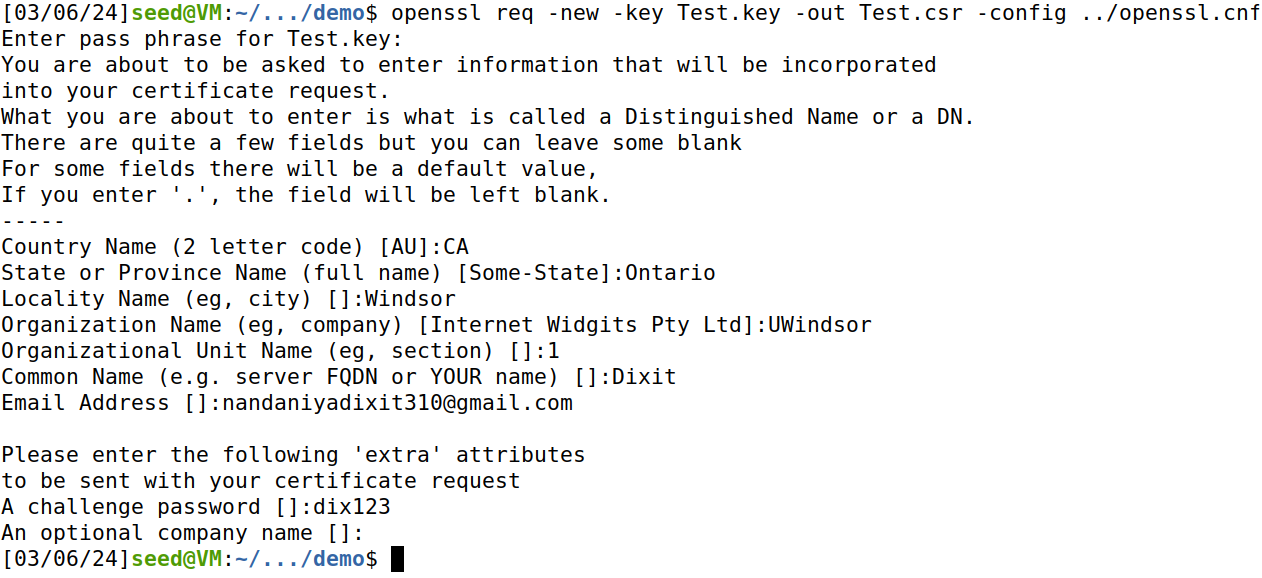 [03/06/24]seed@VM:~/.../demo$ openssl req -new -key Test.key -out Test.csr -config ../openssl.cnf
Enter pass phrase for Test.key:
You are about to be asked to enter information that will be incorporated
into your certificate request.
What you are about to enter is what is called a Distinguished Name or a DN.
There are quite a few fields but you can leave some blank
For some fields there will be a default value,
If you enter '.', the field will be left blank.
-----
Country Name (2 letter code) [AU]:CA
State or Province Name (full name) [Some-State]:Ontario
Locality Name (eg, city) []:Windsor
Organization Name (eg, company) [Internet Widgits Pty Ltd]:UWindsor
Organizational Unit Name (eg, section) []:1
Common Name (e.g. server FQDN or YOUR name) []:Dixit
Email Address []:nandaniyadixit310@gmail.com

Please enter the following 'extra' attributes
to be sent with your certificate request
A challenge password []:dix123
An optional company name []:
[03/06/24]seed@VM:~/.../demo$